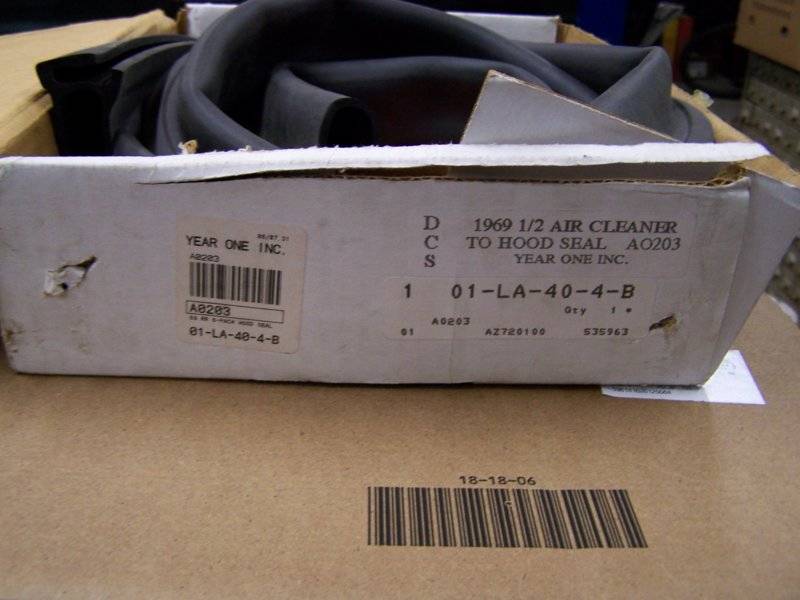 YEAR ONE INC.
A0203
A0203
01-LA-40-4-B
D
C
S
1969 1/2 AIR CLEANER
TO HOOD SEAL AO203
YEAR ONE INC.
1 01-LA-40-4-B
Qty 1 *
A0203
01 AZ720100 535963
18-18-06